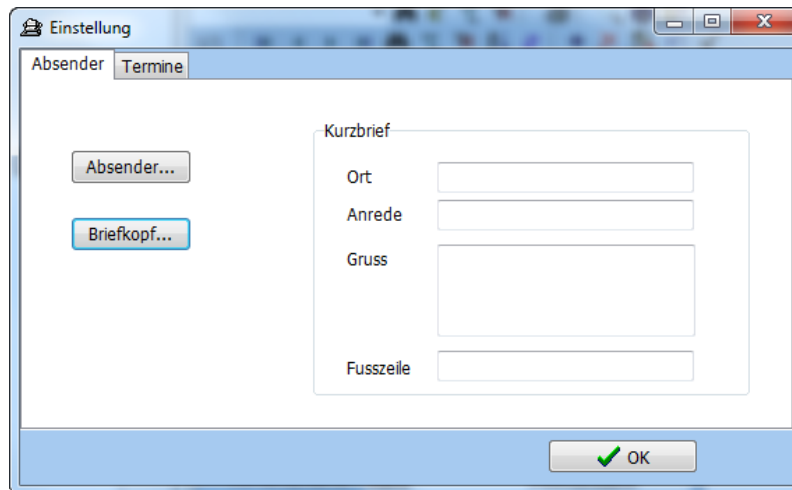 Einstellung
Absender Termine
Kurzbrief
Absender...
Ort
Anrede
Briefkopf...
Gruss
Fusszeile
OK